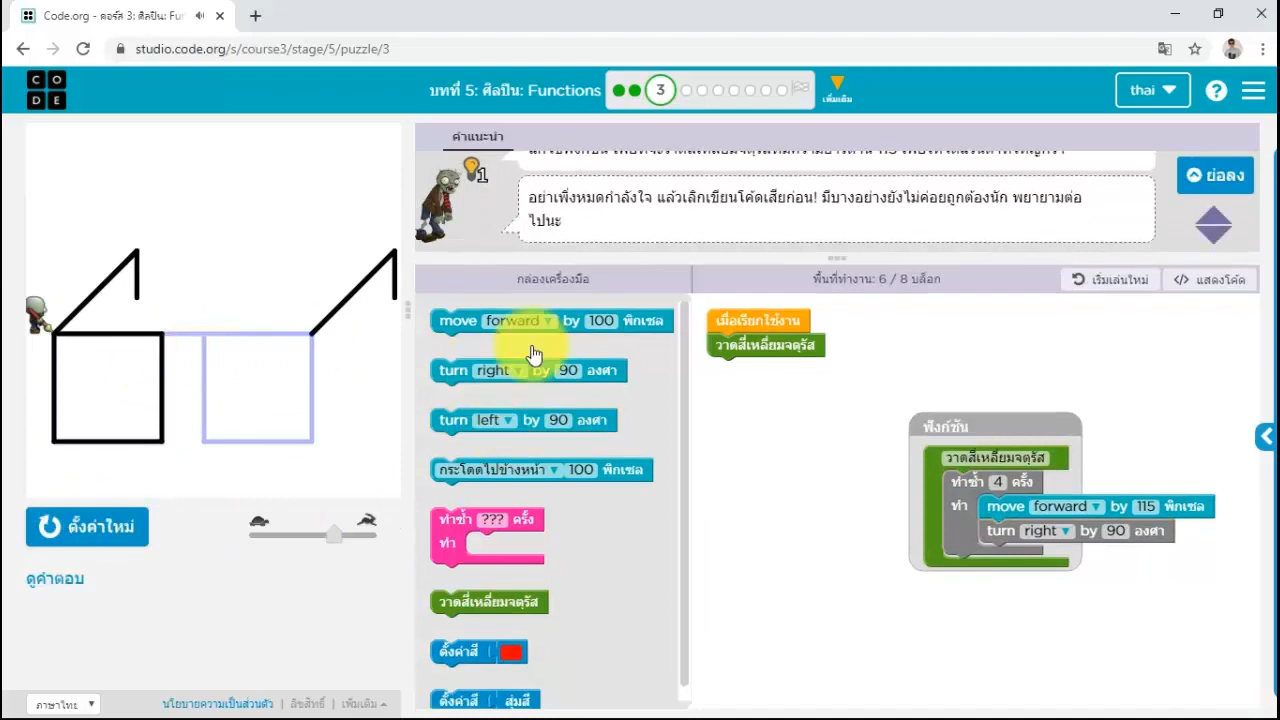 Code.org - คอร์ส 3: ศิลปิน: Fun
studio.code.org/s/course3/stage/5/puzzle/3
C O
D E
บทที่ 5: ศิลปิน: Functions
3
เพิ่มเติม
thai
คำแนะนำ
1
อย่าเพิ่งหมดกำลังใจ แล้วเลิกเขียนโค้ดเสียก่อน! มีบางอย่างยังไม่ค่อยถูกต้องนัก พยายามต่อ
ไปนะ
ย่อลง
กล่องเครื่องมือ
พื้นที่ทำงาน: 6 / 8 บล็อก
เริ่มเล่นใหม่
แสดงโค้ด
move forward by 100 พิกเซล
turn right by 90 องศา
turn left by 90 องศา
กระโดดไปข้างหน้า 100 พิกเซล
ทำซ้ำ ??? ครั้ง
ทำ
วาดสี่เหลี่ยมจตุรัส
ตั้งค่าสี
ตั้งค่าสี สุ่มสี
เมื่อเรียกใช้งาน
วาดสี่เหลี่ยมจตุรัส
ฟังก์ชัน
วาดสี่เหลี่ยมจตุรัส
ทำซ้ำ 4 ครั้ง
ทำ move forward by 115 พิกเซล
turn right by 90 องศา
ตั้งค่าใหม่
ดูคำตอบ
ภาษาไทย
นโยบายความเป็นส่วนตัว
ลิขสิทธิ์
เพิ่มเติม